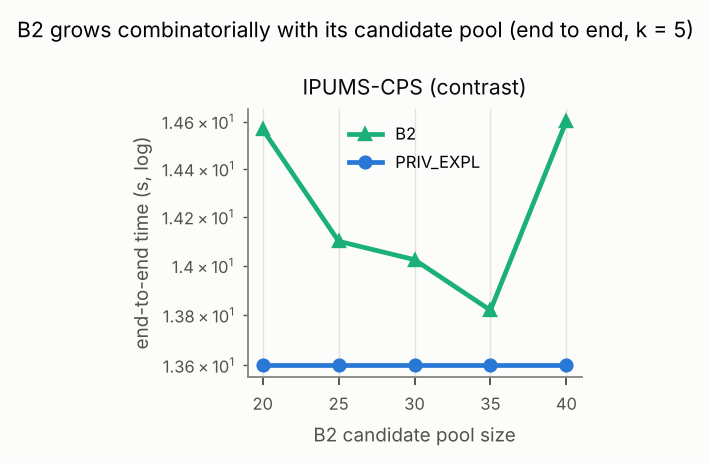 B2 grows combinatorially with its candidate pool (end to end, k = 5)
IPUMS-CPS (contrast)
end-to-end time (s, log)
1.46 × 10¹
1.44 × 10¹
1.42 × 10¹
1.4 × 10¹
1.38 × 10¹
1.36 × 10¹
B2
PRIV_EXPL
20 25 30 35 40
B2 candidate pool size